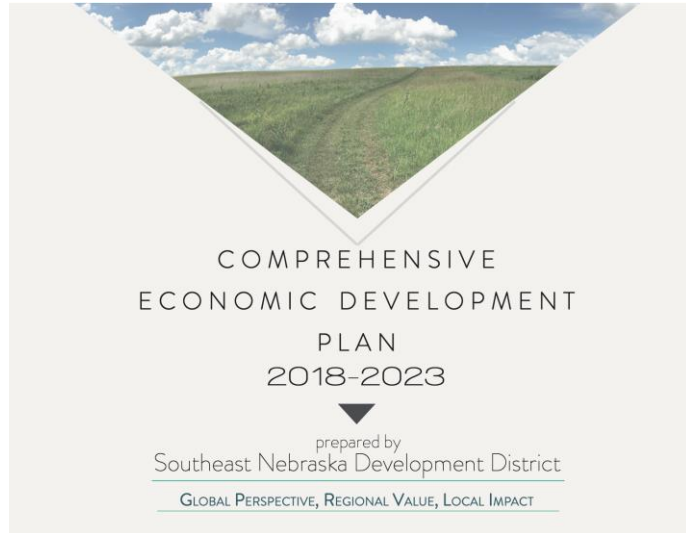 COMPREHENSIVE
ECONOMIC DEVELOPMENT
PLAN
2018-2023
prepared by
Southeast Nebraska Development District
GLOBAL PERSPECTIVE, REGIONAL VALUE, LOCAL IMPACT